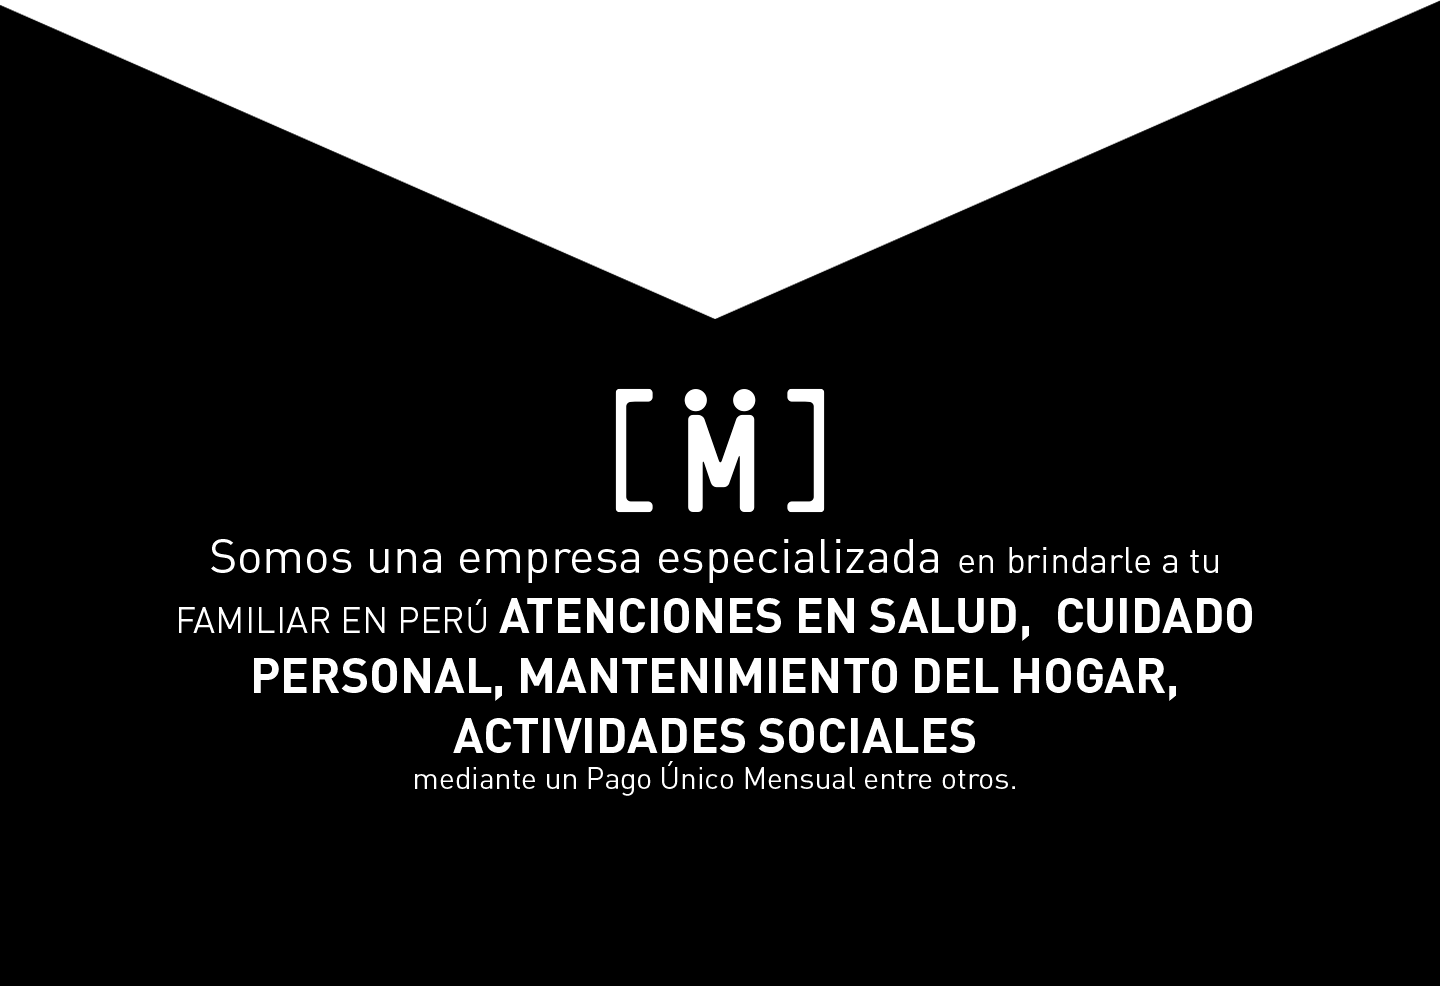 [M]
Somos una empresa especializada en brindarle a tu
FAMILIAR EN PERÚ ATENCIONES EN SALUD, CUIDADO
PERSONAL, MANTENIMIENTO DEL HOGAR,
ACTIVIDADES SOCIALES
mediante un Pago Único Mensual entre otros.